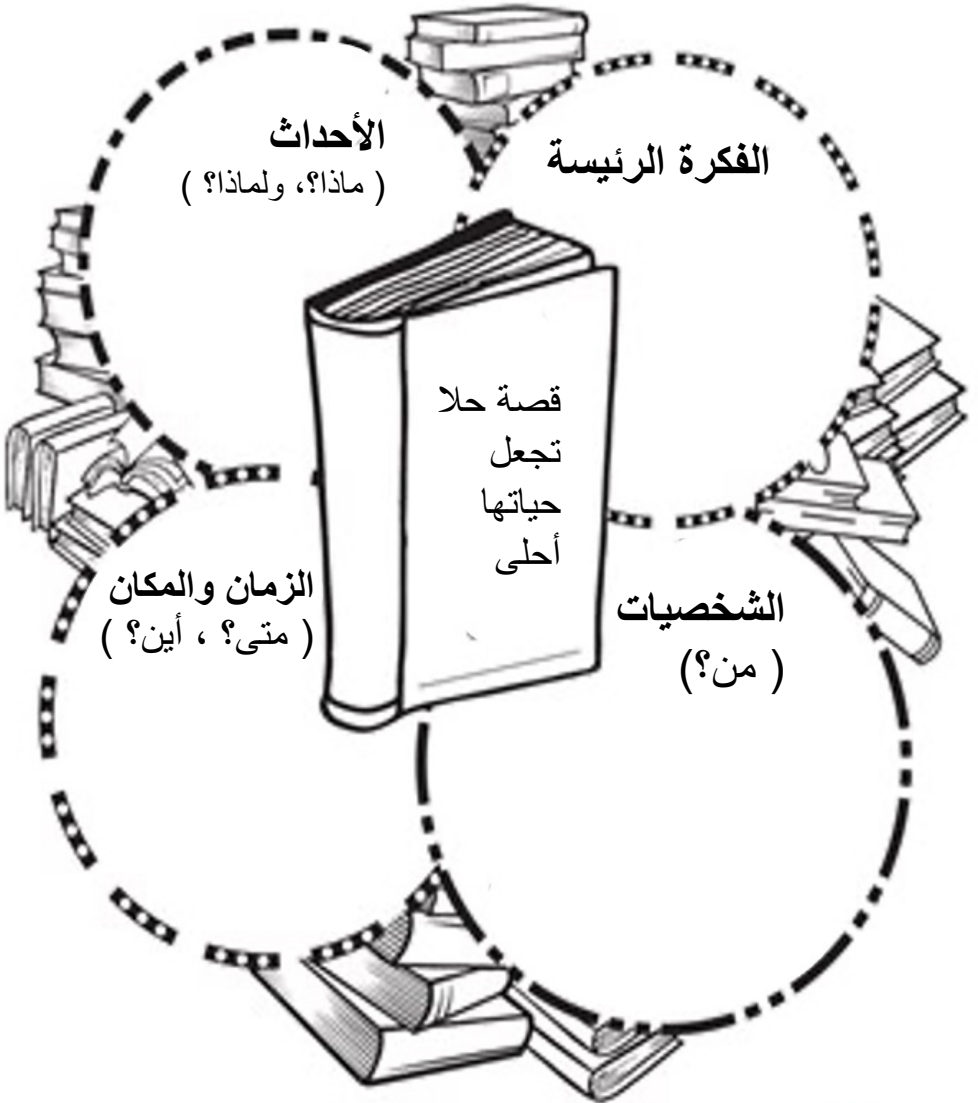 الفكرة الرئيسة
الأحداث
( ماذا؟، ولماذا؟ )
قصة حلا
تجعل
حياتها
أحلى
الشخصيات
( من؟)
الزمان والمكان
( متى؟ ، أين؟ )